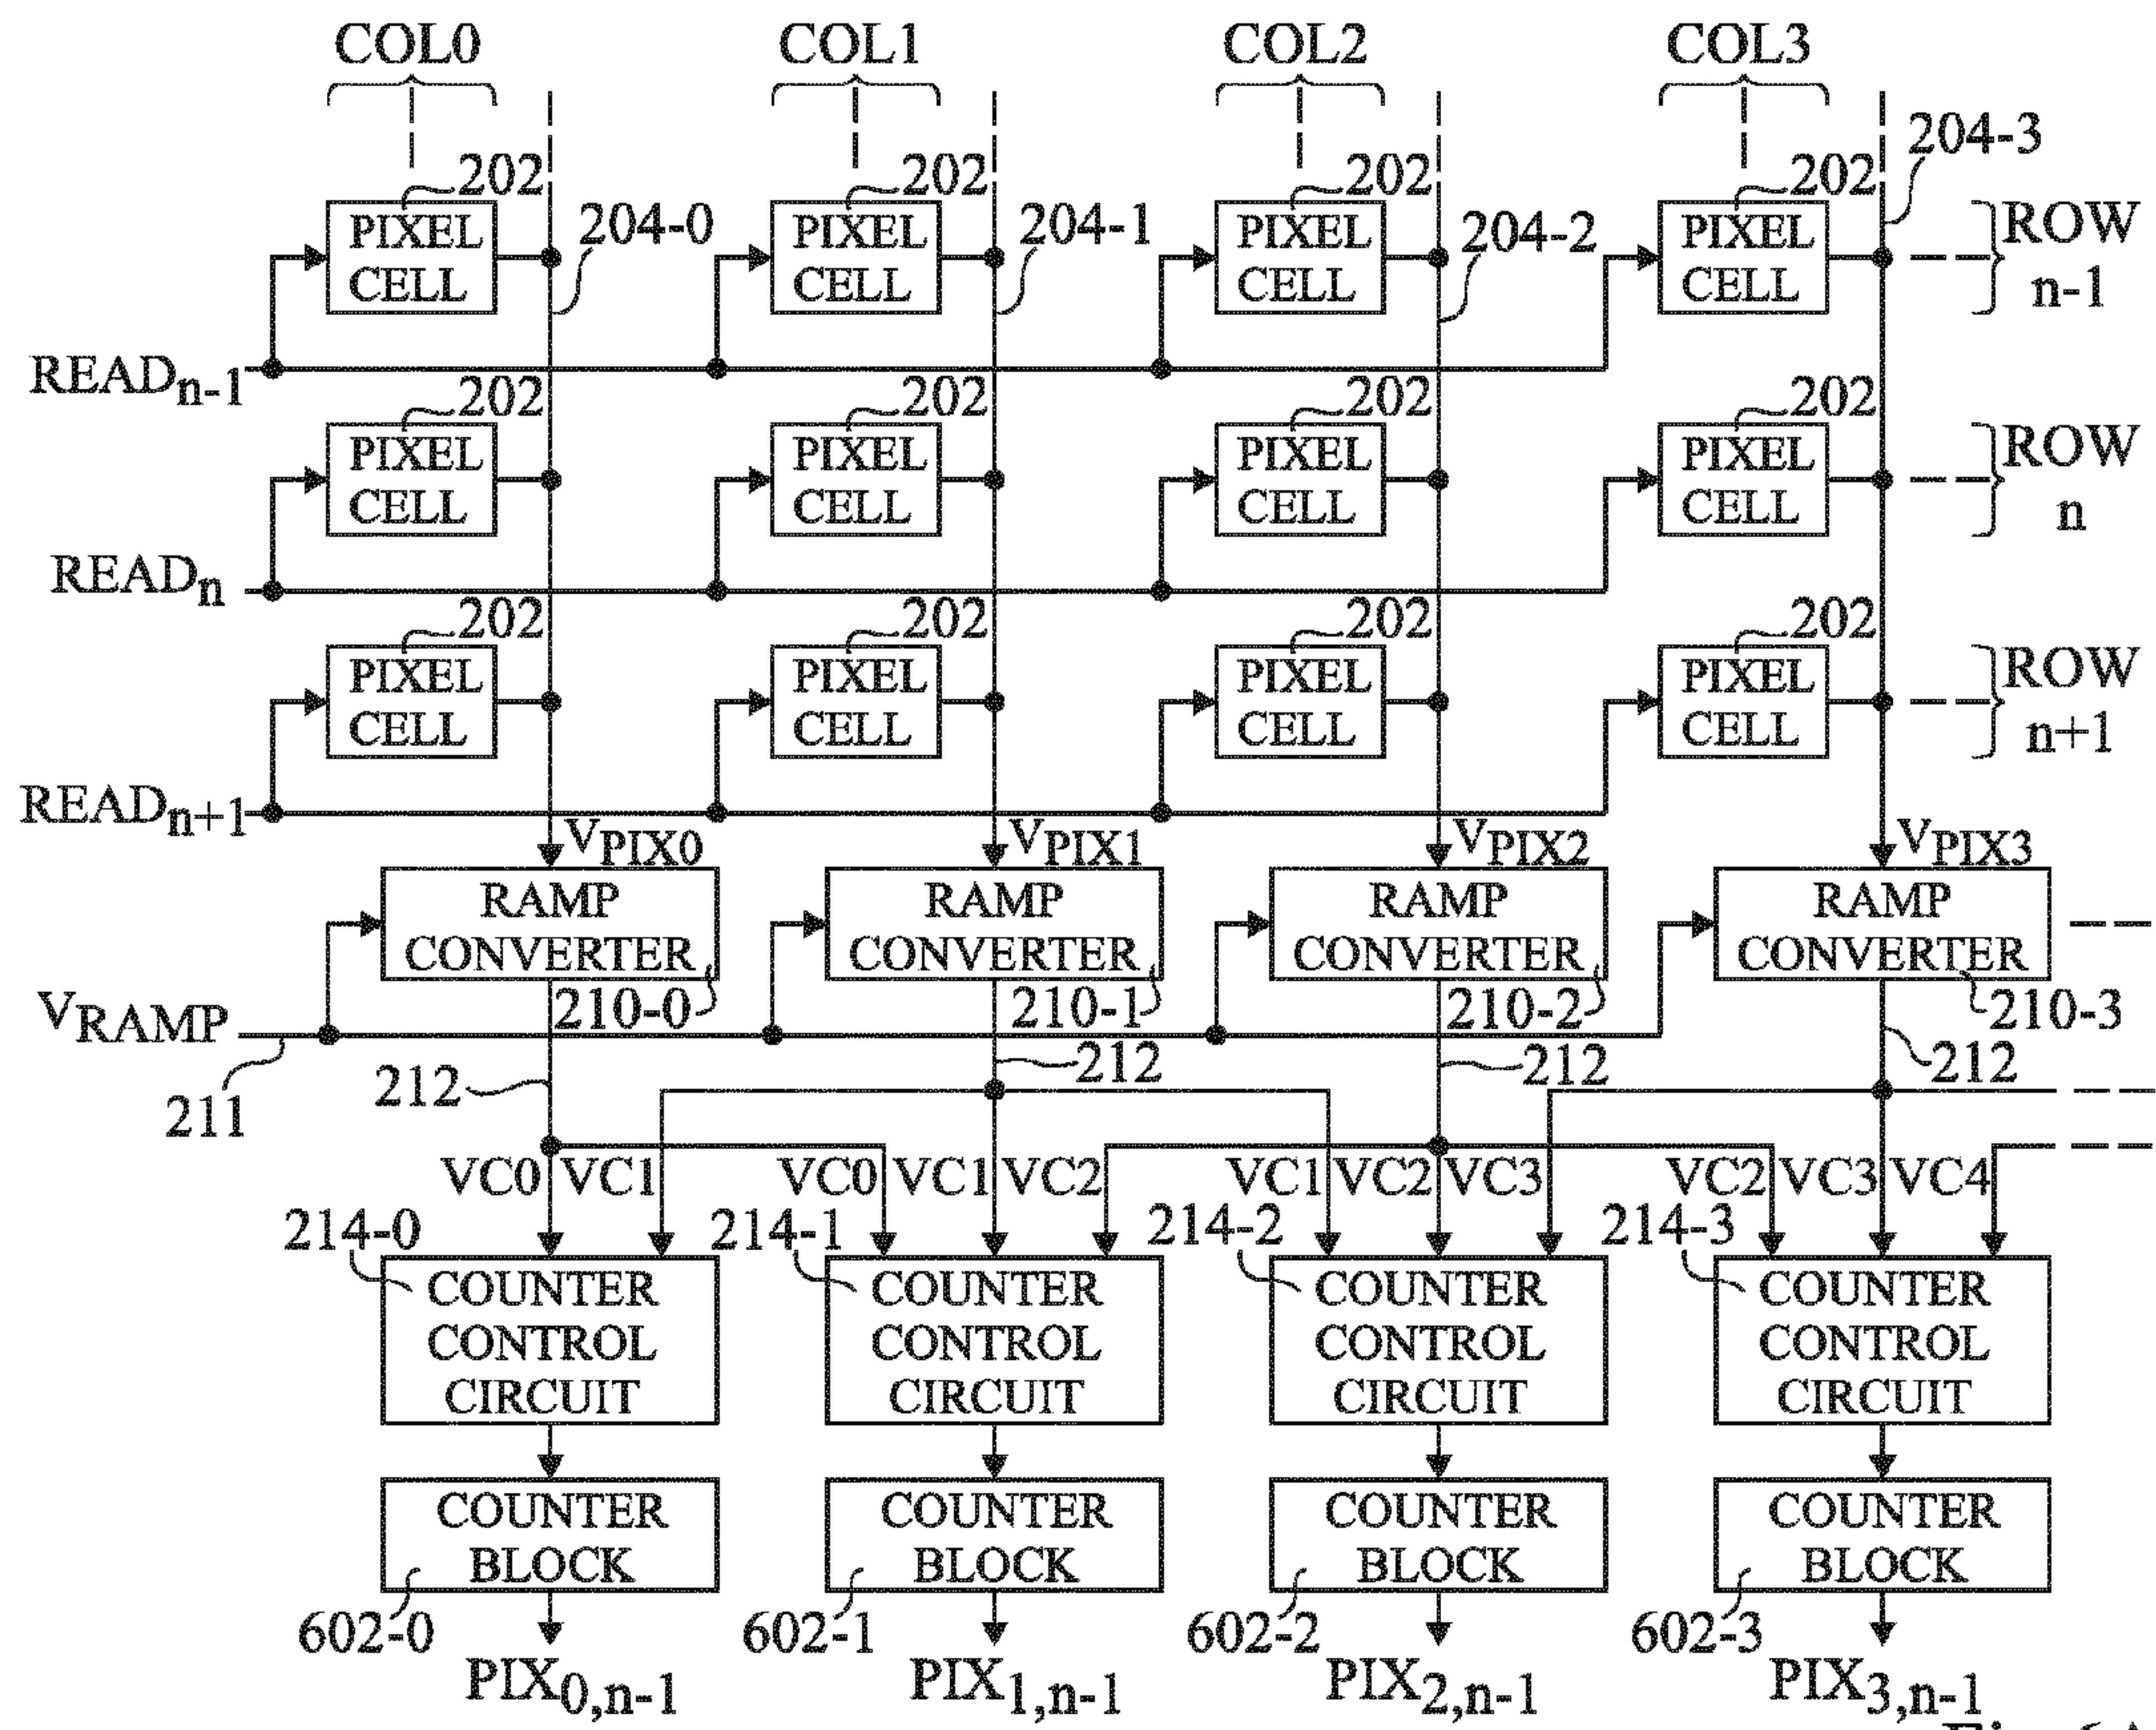 COL0 COL1 COL2 COL3
204-3
202 202 202 202
PIXEL CELL PIXEL CELL PIXEL CELL PIXEL CELL
204-0 204-1 204-2
ROW n-1
READn-1
202 202 202 202
PIXEL CELL PIXEL CELL PIXEL CELL PIXEL CELL
ROW n
READn
202 202 202 202
PIXEL CELL PIXEL CELL PIXEL CELL PIXEL CELL
ROW n+1
READn+1
VPIX0 VPIX1 VPIX2 VPIX3
RAMP CONVERTER RAMP CONVERTER RAMP CONVERTER RAMP CONVERTER
VRAMP
210-0 210-1 210-2 210-3
211
212 212 212 212
VC0 VC1 VC0 VC1 VC2 VC1 VC2 VC3 VC2 VC3 VC4
214-0 214-1 214-2 214-3
COUNTER CONTROL CIRCUIT COUNTER CONTROL CIRCUIT COUNTER CONTROL CIRCUIT COUNTER CONTROL CIRCUIT
COUNTER BLOCK COUNTER BLOCK COUNTER BLOCK COUNTER BLOCK
602-0 602-1 602-2 602-3
PIX0,n-1 PIX1,n-1 PIX2,n-1 PIX3,n-1